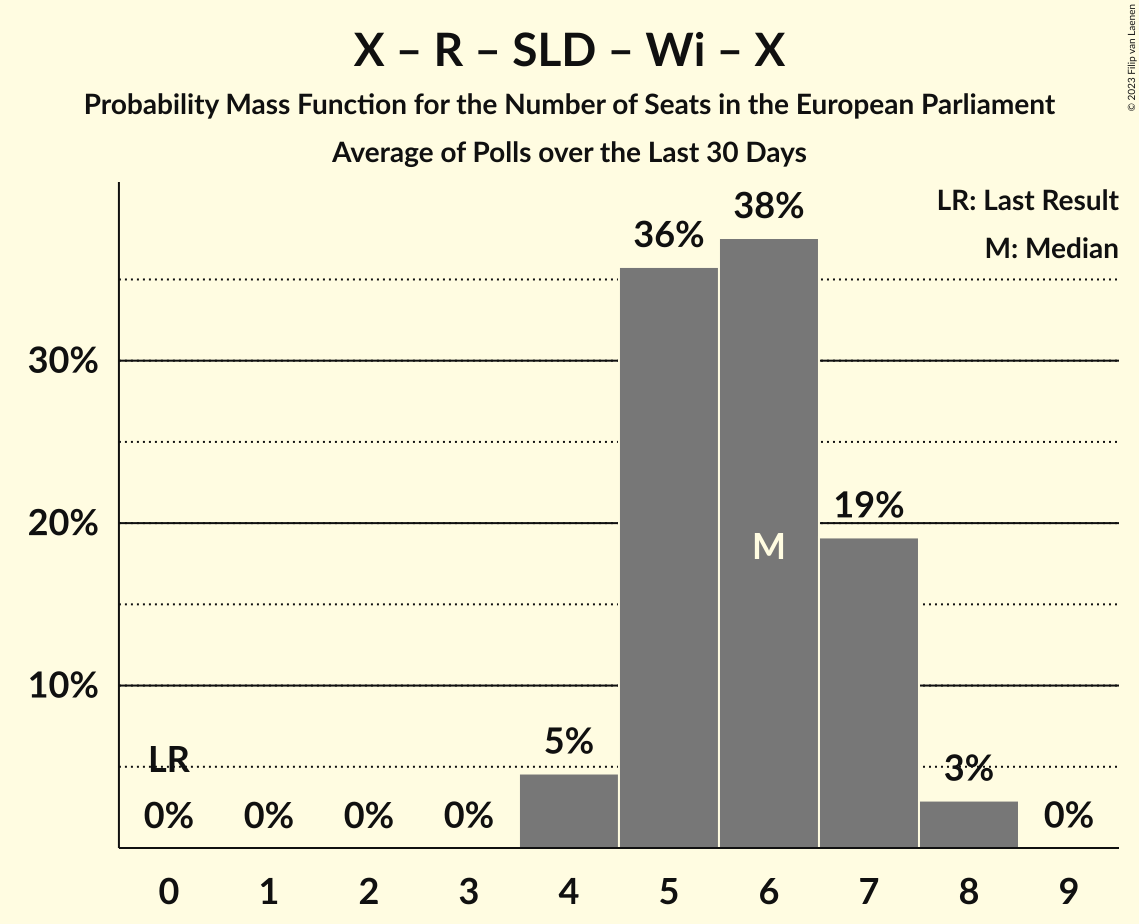 X – R – SLD – Wi – X
Probability Mass Function for the Number of Seats in the European Parliament
Average of Polls over the Last 30 Days
© 2023 Filip van Laenen
LR: Last Result
M: Median
38%
36%
30%
20%
19%
M
10%
5%
LR
3%
0% 0% 0% 0% 0%
0 1 2 3 4 5 6 7 8 9